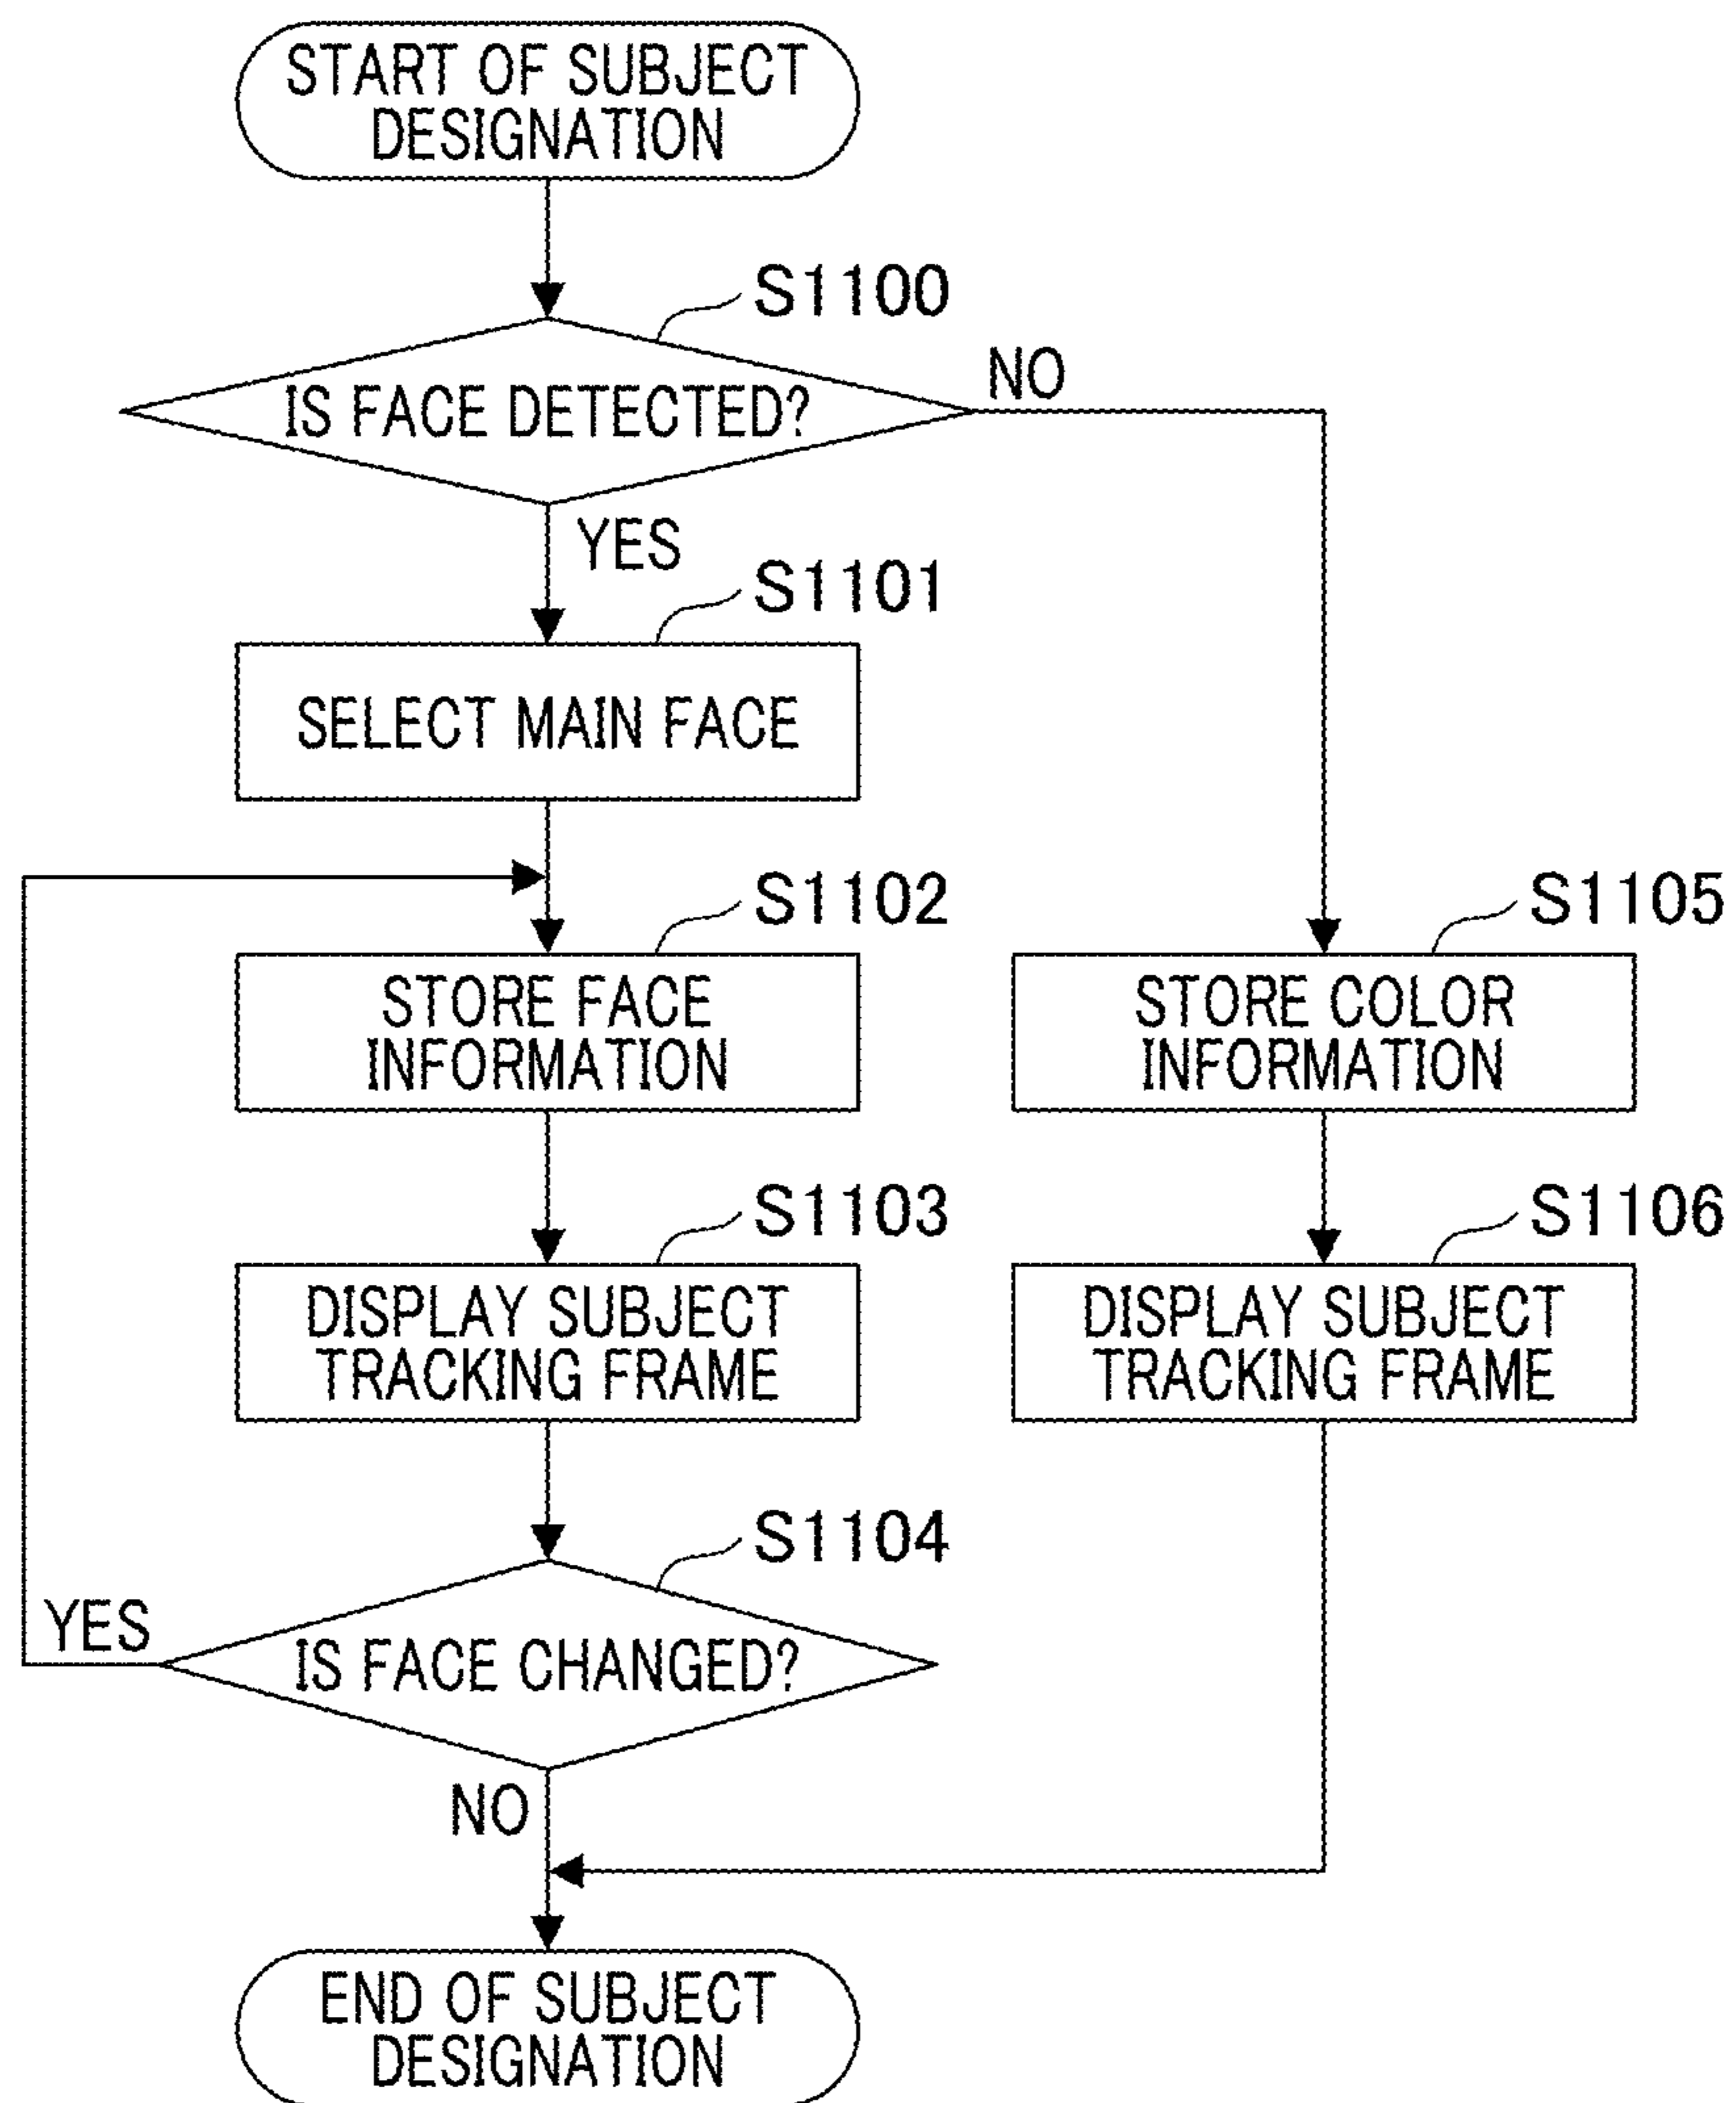 START OF SUBJECT
DESIGNATION
S1100
IS FACE DETECTED?
NO
YES
S1101
SELECT MAIN FACE
S1102
STORE FACE
INFORMATION
S1105
STORE COLOR
INFORMATION
S1103
DISPLAY SUBJECT
TRACKING FRAME
S1106
DISPLAY SUBJECT
TRACKING FRAME
S1104
IS FACE CHANGED?
YES
NO
END OF SUBJECT
DESIGNATION